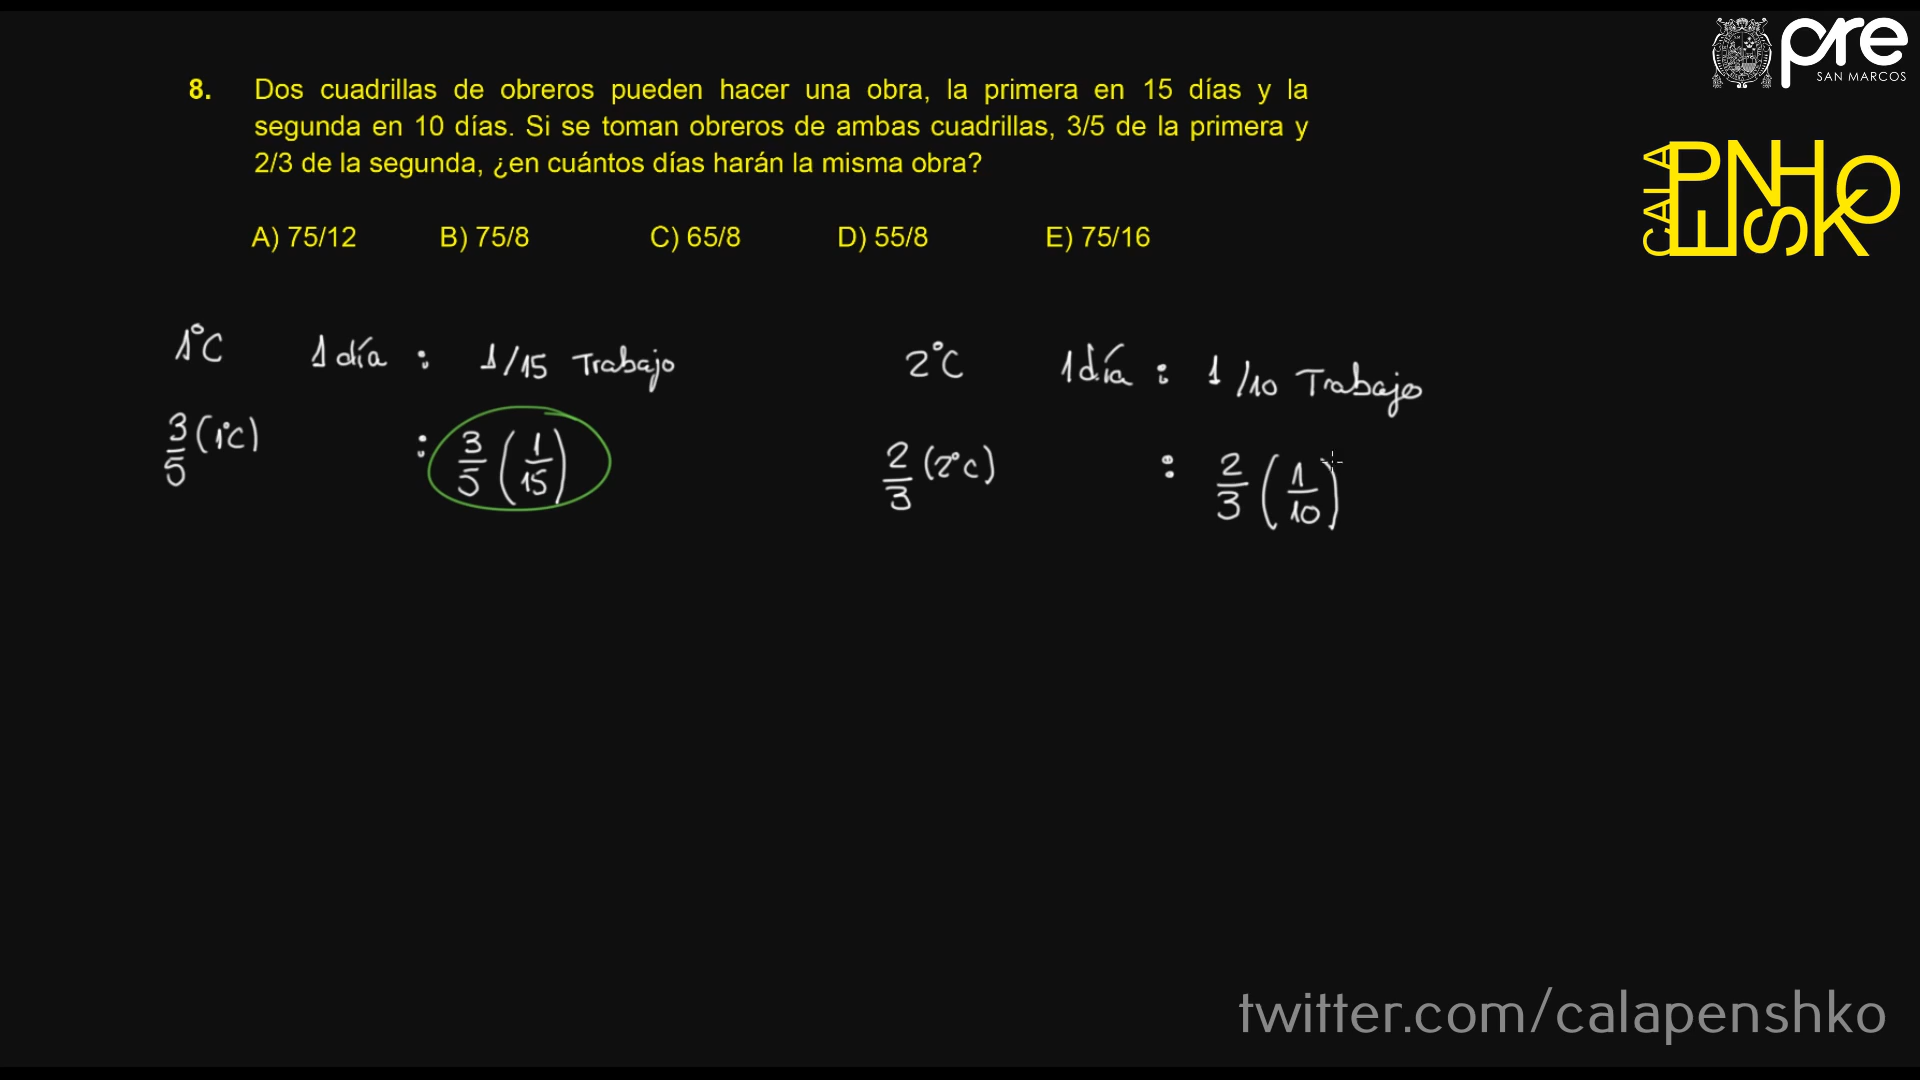 pre
SAN MARCOS
8. Dos cuadrillas de obreros pueden hacer una obra, la primera en 15 días y la
segunda en 10 días. Si se toman obreros de ambas cuadrillas, 3/5 de la primera y
2/3 de la segunda, ¿en cuántos días harán la misma obra?
CALA PENSHKO
A) 75/12 B) 75/8 C) 65/8 D) 55/8 E) 75/16
1°C 1 día : 1/15 Trabajo 2°C 1 día : 1/10 Trabajo
3/5 (1°C) : 3/5 (1/15) 2/3 (2°C) : 2/3 (1/10)
twitter.com/calapenshko